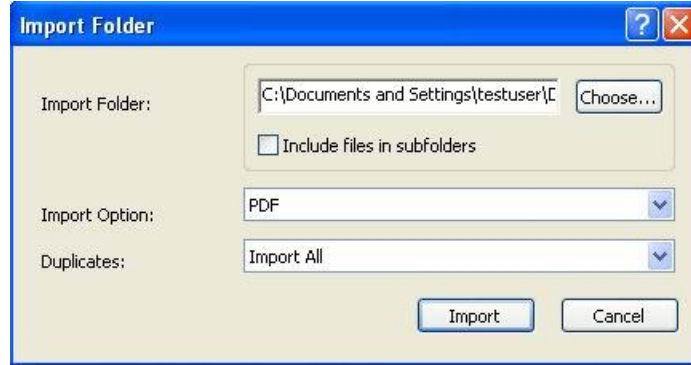 Import Folder
Import Folder:
C:\Documents and Settings\testuser\D
Choose...
Include files in subfolders
Import Option:
PDF
Duplicates:
Import All
Import
Cancel